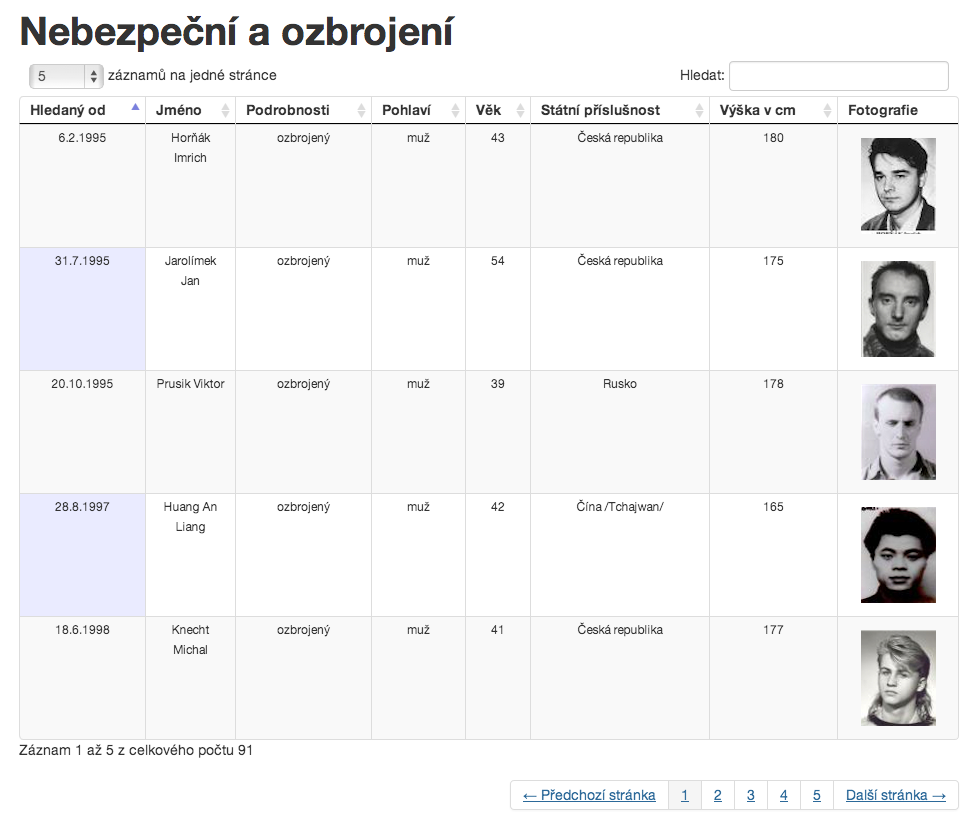 Nebezpeční a ozbrojení
5 záznamů na jedné stránce Hledat:
Hledaný od Jméno Podrobnosti Pohlaví Věk Státní příslušnost Výška v cm Fotografie
6.2.1995 Horňák ozbrojený muž 43 Česká republika 180
Imrich
31.7.1995 Jarolímek ozbrojený muž 54 Česká republika 175
Jan
20.10.1995 Prusik Viktor ozbrojený muž 39 Rusko 178
28.8.1997 Huang An ozbrojený muž 42 Čína /Tchajwan/ 165
Liang
18.6.1998 Knecht ozbrojený muž 41 Česká republika 177
Michal
Záznam 1 až 5 z celkového počtu 91
← Předchozí stránka 1 2 3 4 5 Další stránka →